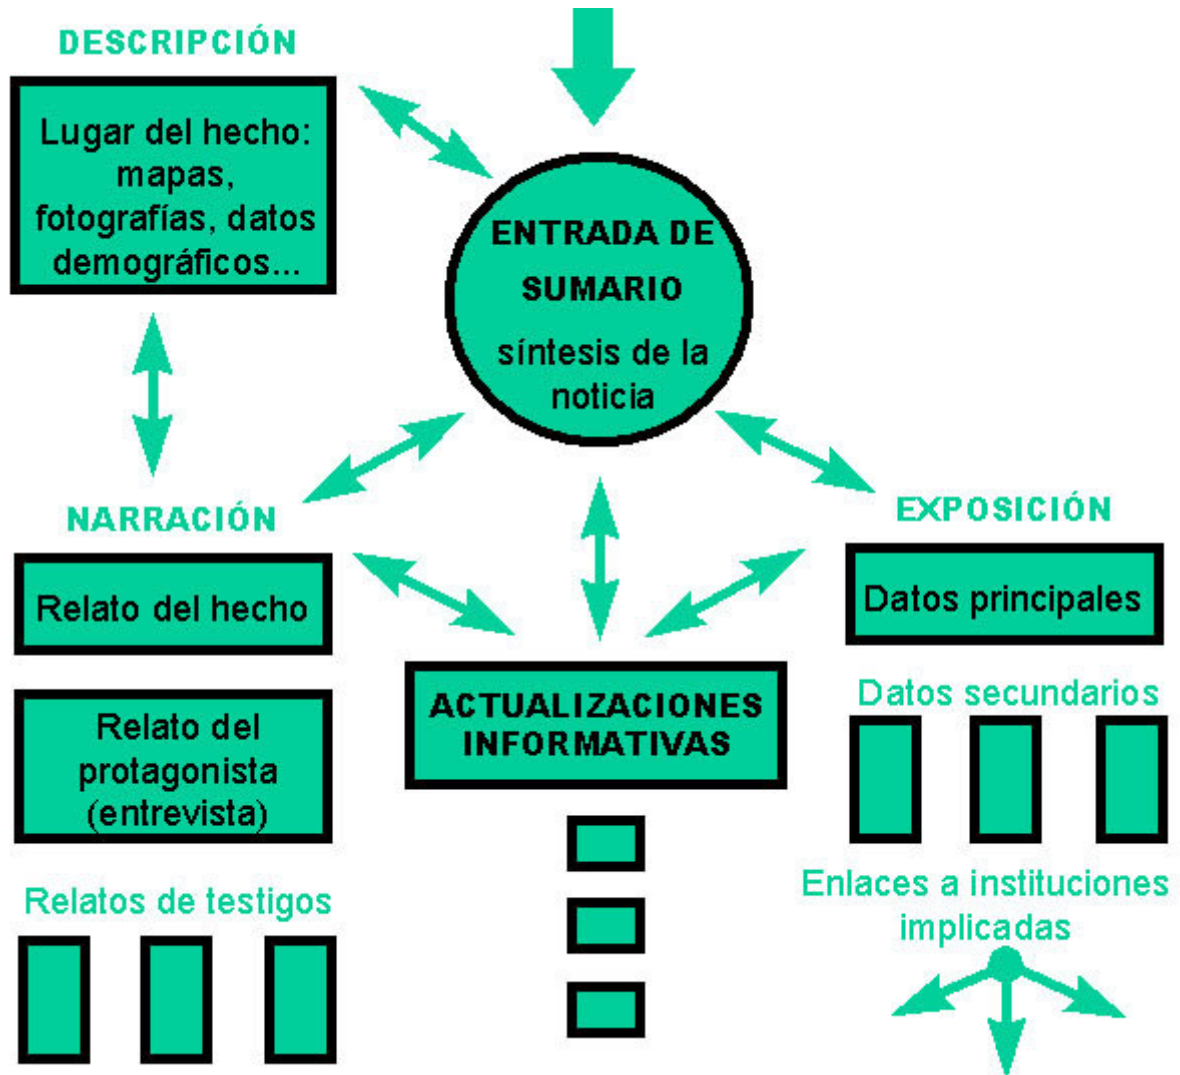 DESCRIPCIÓN
Lugar del hecho:
mapas,
fotografías, datos
demográficos...
ENTRADA DE
SUMARIO
síntesis de la
noticia
NARRACIÓN
Relato del hecho
Relato del
protagonista
(entrevista)
Relatos de testigos
ACTUALIZACIONES
INFORMATIVAS
EXPOSICIÓN
Datos principales
Datos secundarios
Enlaces a instituciones
implicadas